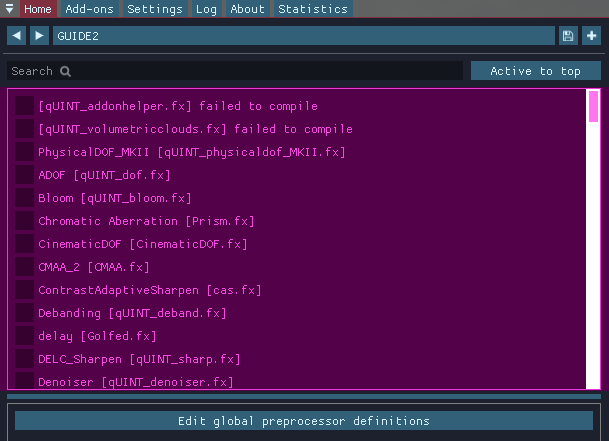 Home Add-ons Settings Log About Statistics
GUIDE2
Search Active to top
[qUINT_addonhelper.fx] failed to compile
[qUINT_volumetricclouds.fx] failed to compile
PhysicalDOF_MKII [qUINT_physicaldof_MKII.fx]
ADOF [qUINT_dof.fx]
Bloom [qUINT_bloom.fx]
Chromatic Aberration [Prism.fx]
CinematicDOF [CinematicDOF.fx]
CMAA_2 [CMAA.fx]
ContrastAdaptiveSharpen [cas.fx]
Debanding [qUINT_deband.fx]
delay [Golfed.fx]
DELC_Sharpen [qUINT_sharp.fx]
Denoiser [qUINT_denoiser.fx]
Edit global preprocessor definitions